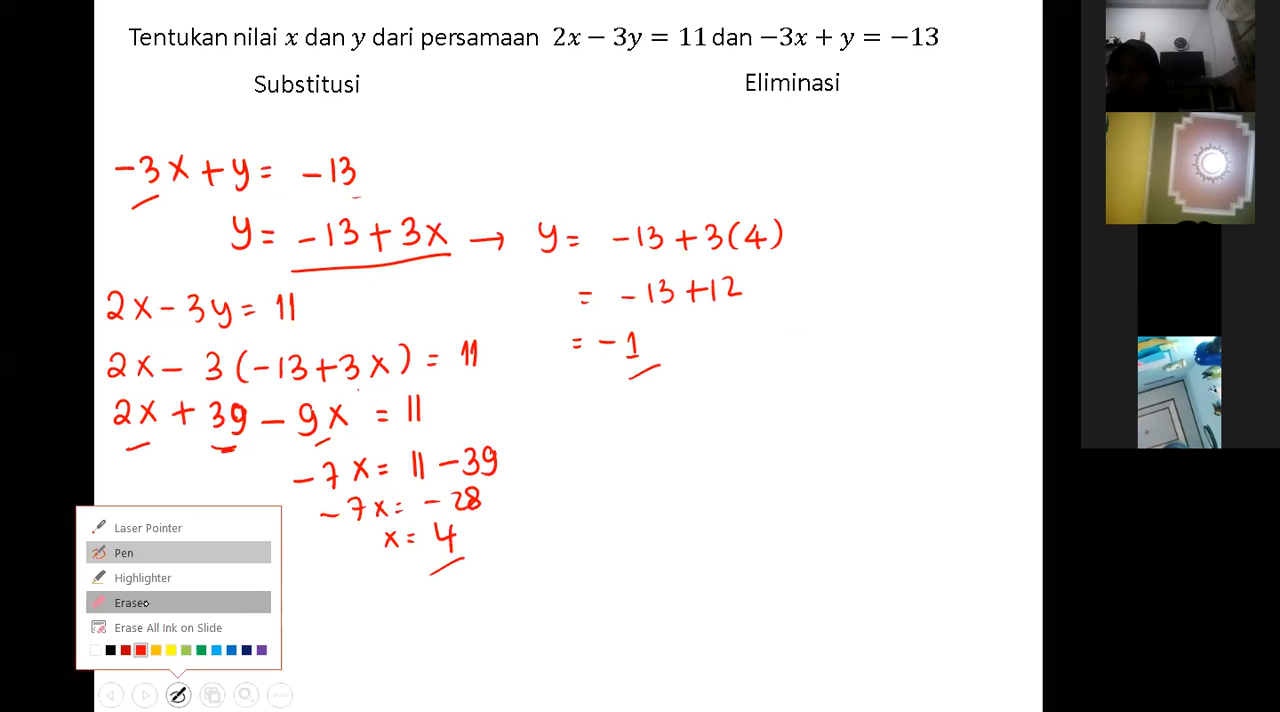 Tentukan nilai x dan y dari persamaan 2x − 3y = 11 dan −3x + y = −13
Substitusi
Eliminasi
-3x + y = -13
y = -13 + 3x → y = -13 + 3(4)
= -13 + 12
= -1
2x - 3y = 11
2x - 3(-13 + 3x) = 11
2x + 39 - 9x = 11
-7x = 11 - 39
-7x = -28
x = 4
Laser Pointer
Pen
Highlighter
Erase
Erase All Ink on Slide